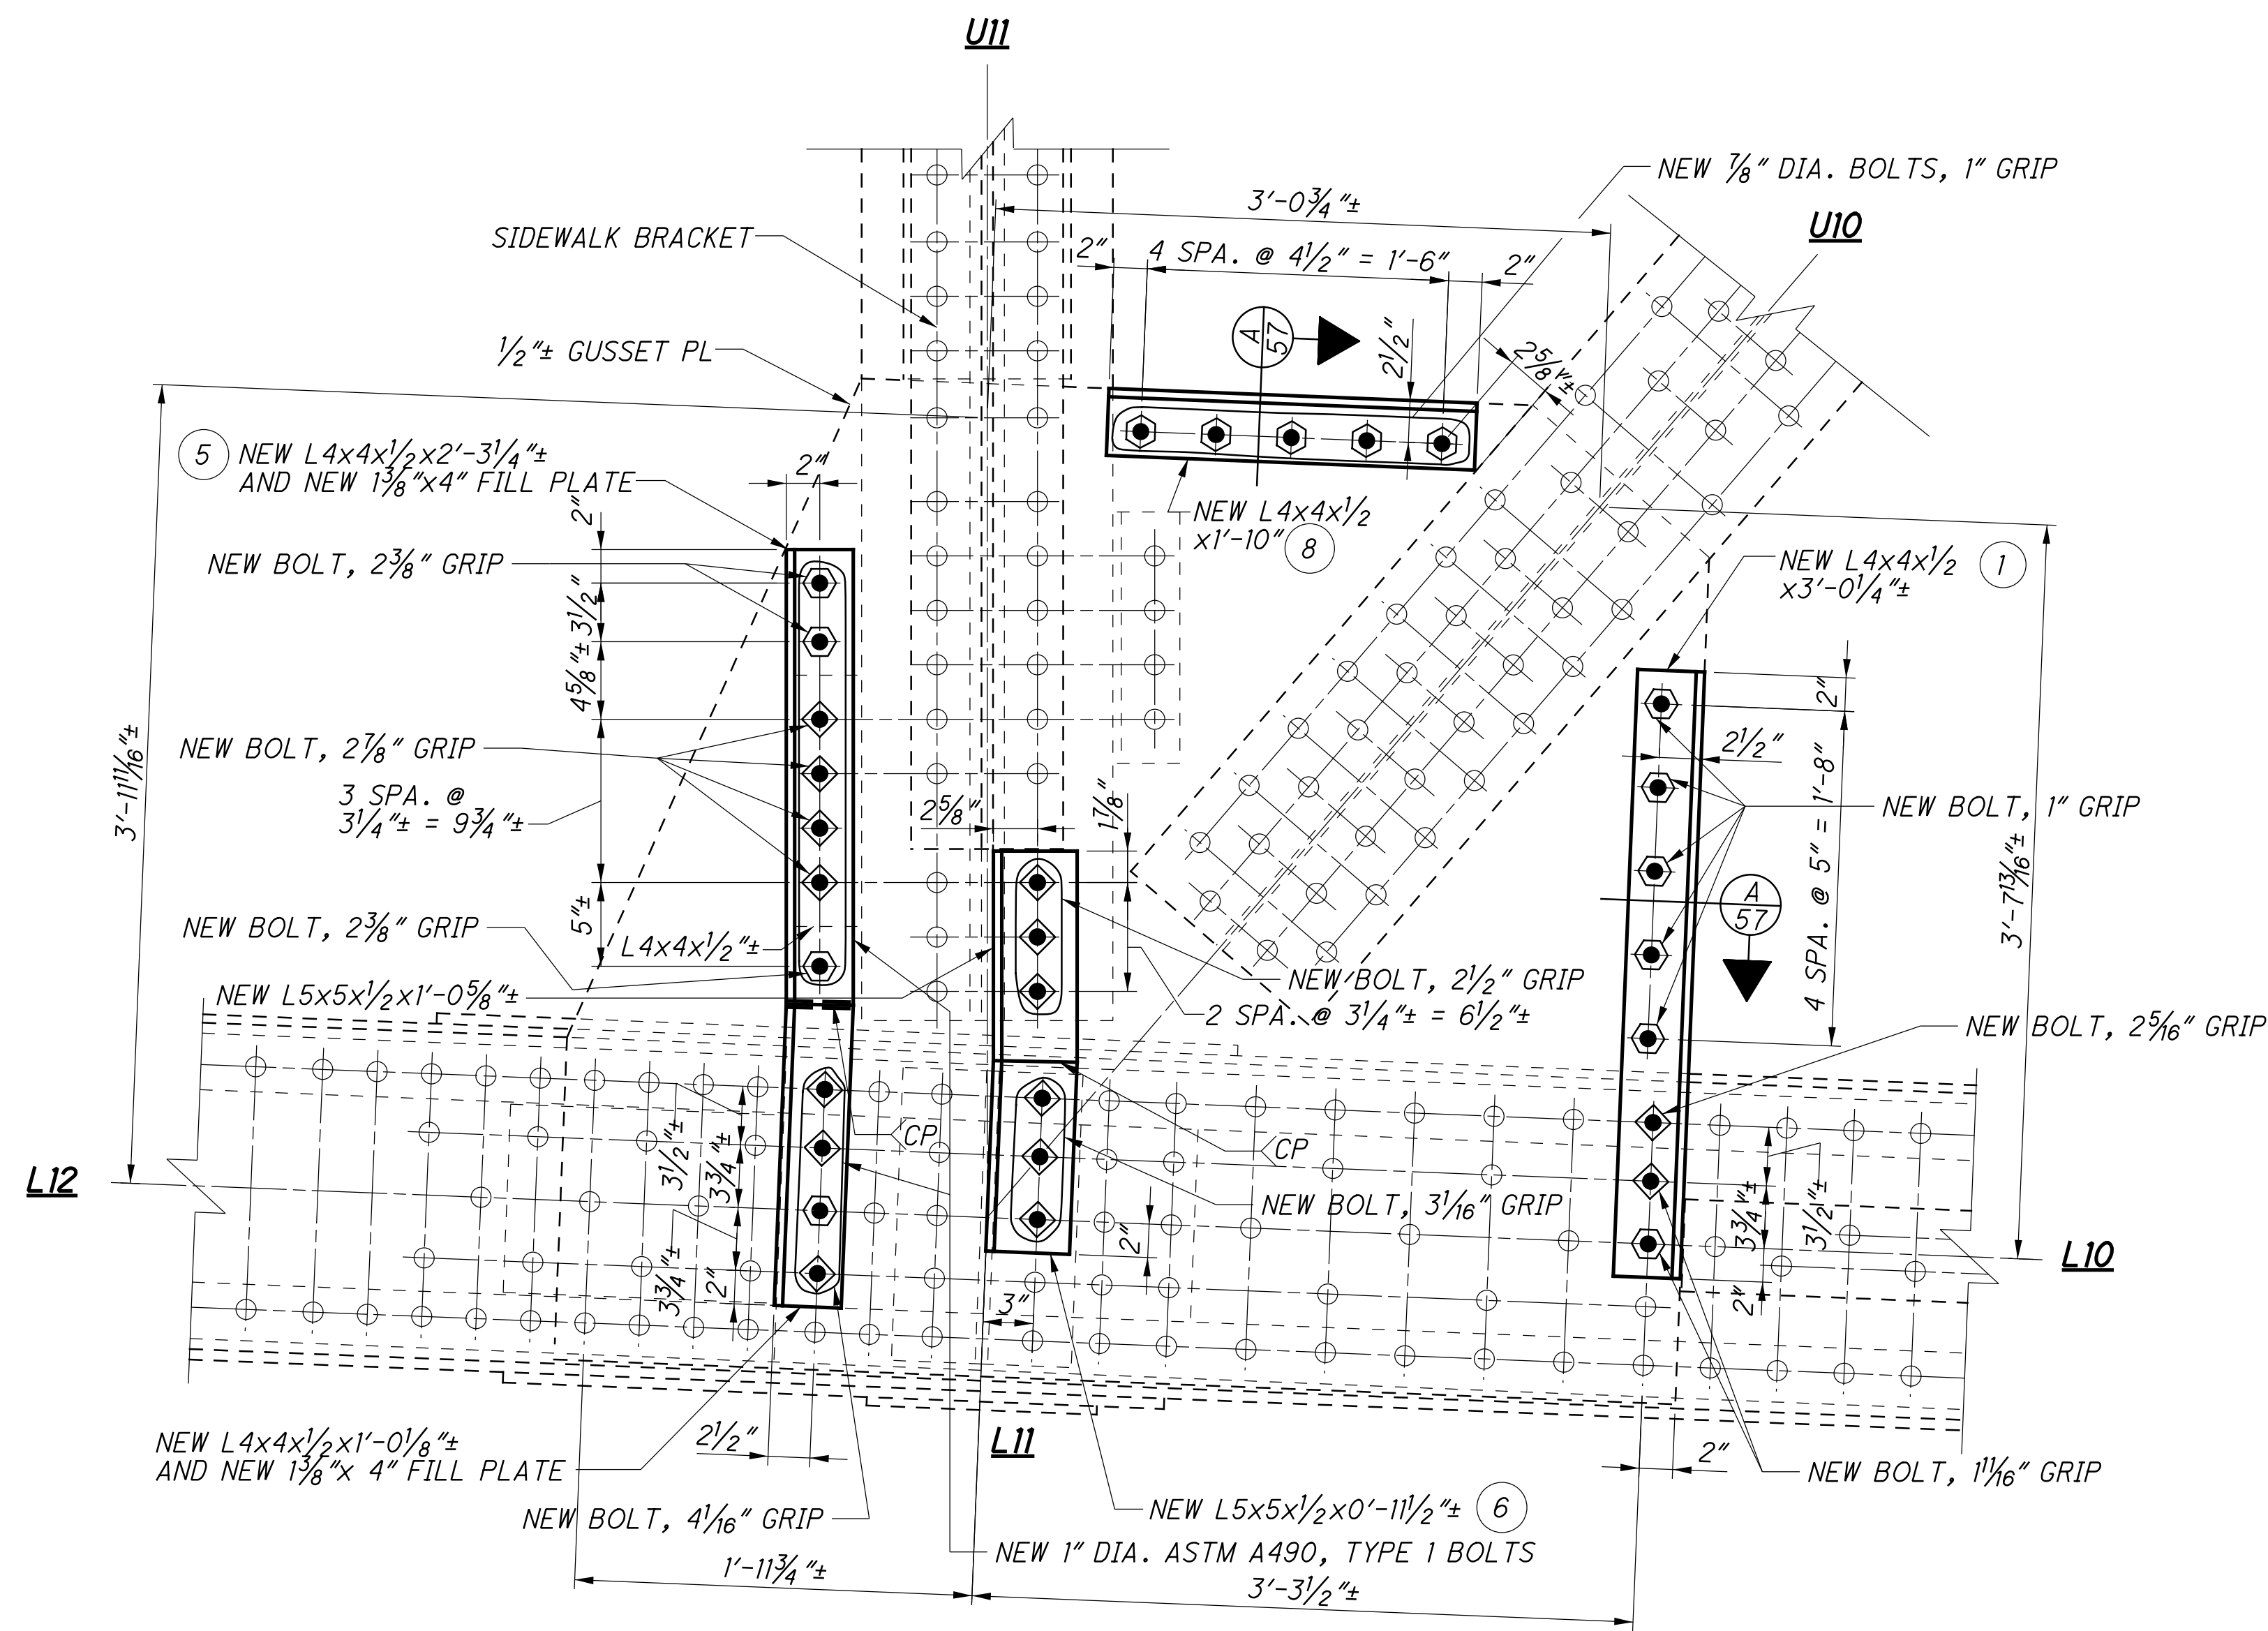 U11
NEW 7/8" DIA. BOLTS, 1" GRIP
3'-0 3/4"±
U10
SIDEWALK BRACKET
2"
4 SPA. @ 4 1/2" = 1'-6"
2"
A
57
2 1/2"
2 5/8"±
1/2"± GUSSET PL
5
NEW L4x4x1/2x2'-3 1/4"±
AND NEW 1 3/8"x4" FILL PLATE
2"
2"
NEW L4x4x1/2
x1'-10"
8
NEW BOLT, 2 3/8" GRIP
3 1/2"
NEW L4x4x1/2
x3'-0 1/4"±
1
4 5/8"±
2"
3'-11 11/16"±
NEW BOLT, 2 7/8" GRIP
2 1/2"
3 SPA. @
3 1/4"± = 9 3/4"±
2 5/8"
1 7/8"
NEW BOLT, 1" GRIP
4 SPA. @ 5" = 1'-8"
3'-7 13/16"±
5"±
A
57
NEW BOLT, 2 3/8" GRIP
L4x4x1/2"±
NEW BOLT, 2 1/2" GRIP
NEW L5x5x1/2x1'-0 5/8"±
2 SPA. @ 3 1/4"± = 6 1/2"±
NEW BOLT, 2 5/16" GRIP
CP
CP
3 1/2"±
3 3/4"±
L12
NEW BOLT, 3 1/16" GRIP
3 3/4"±
3 1/2"±
2"
L10
3 3/4"±
2"
3"
2"
L11
NEW L4x4x1/2x1'-0 1/8"±
AND NEW 1 3/8"x 4" FILL PLATE
2 1/2"
2"
NEW BOLT, 1 11/16" GRIP
NEW BOLT, 4 1/16" GRIP
NEW L5x5x1/2x0'-11 1/2"±
6
NEW 1" DIA. ASTM A490, TYPE 1 BOLTS
1'-11 3/4"±
3'-3 1/2"±